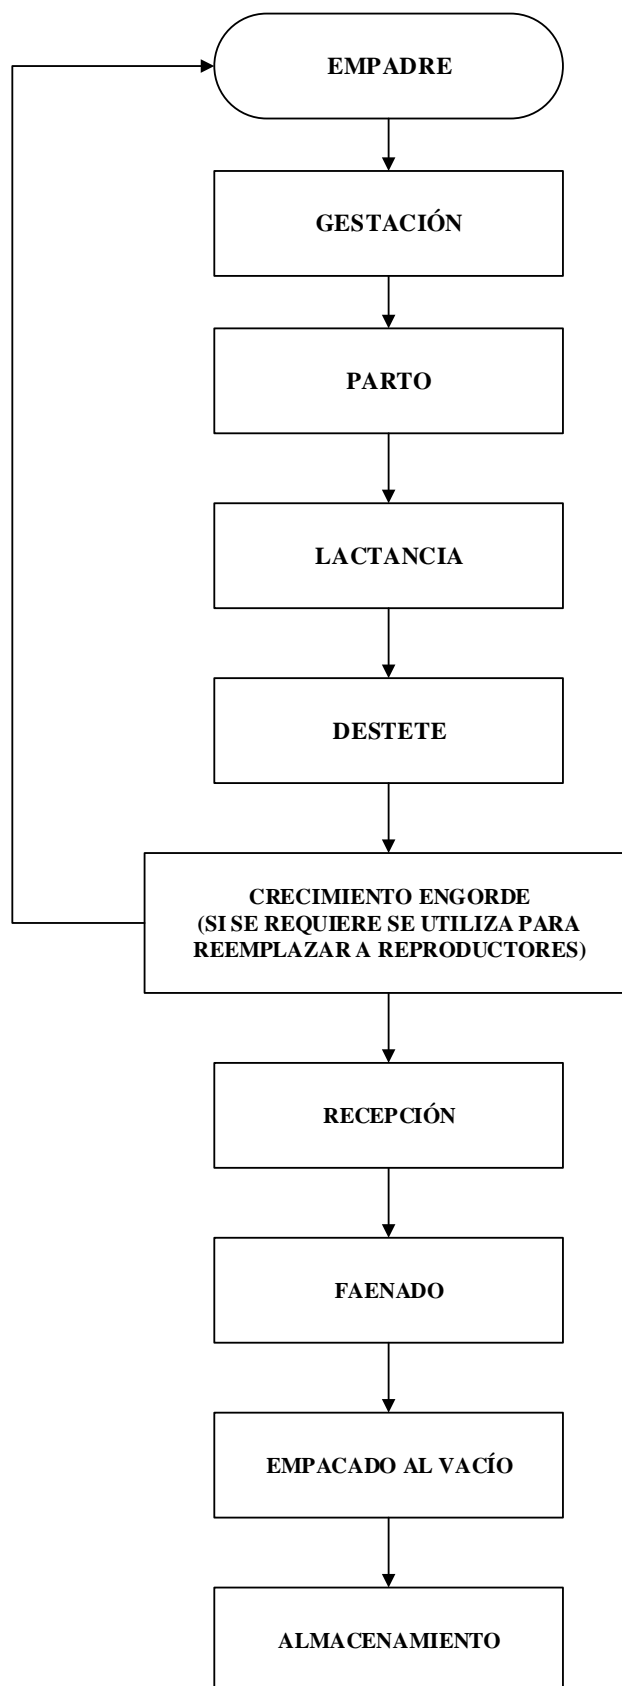 EMPADRE
GESTACIÓN
PARTO
LACTANCIA
DESTETE
CRECIMIENTO ENGORDE
(SI SE REQUIERE SE UTILIZA PARA
REEMPLAZAR A REPRODUCTORES)
RECEPCIÓN
FAENADO
EMPACADO AL VACÍO
ALMACENAMIENTO